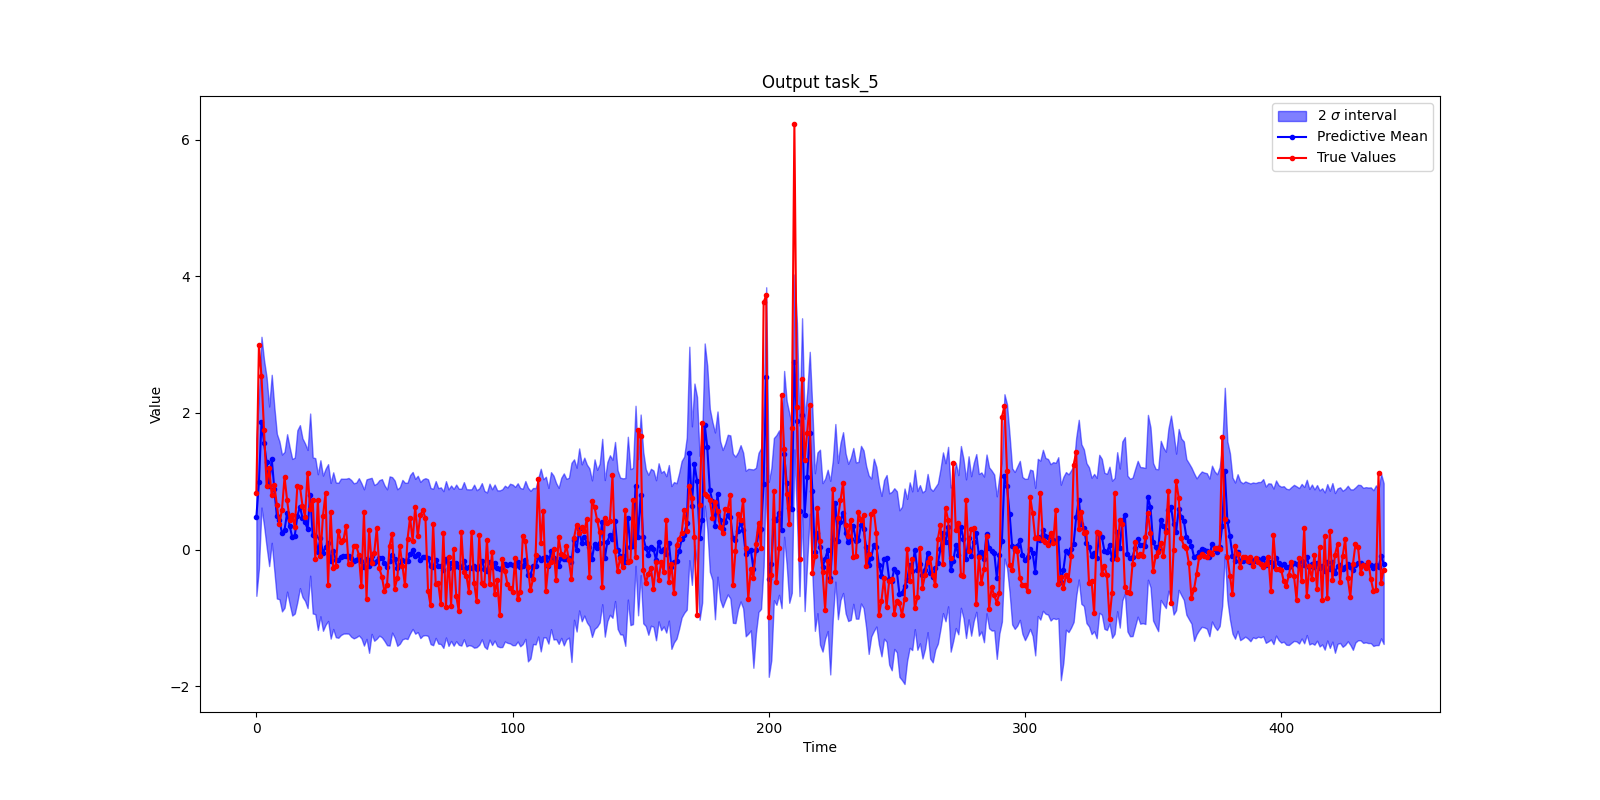 Output task_5
2 σ interval
Predictive Mean
True Values
Value
6
4
2
0
−2
0 100 200 300 400
Time